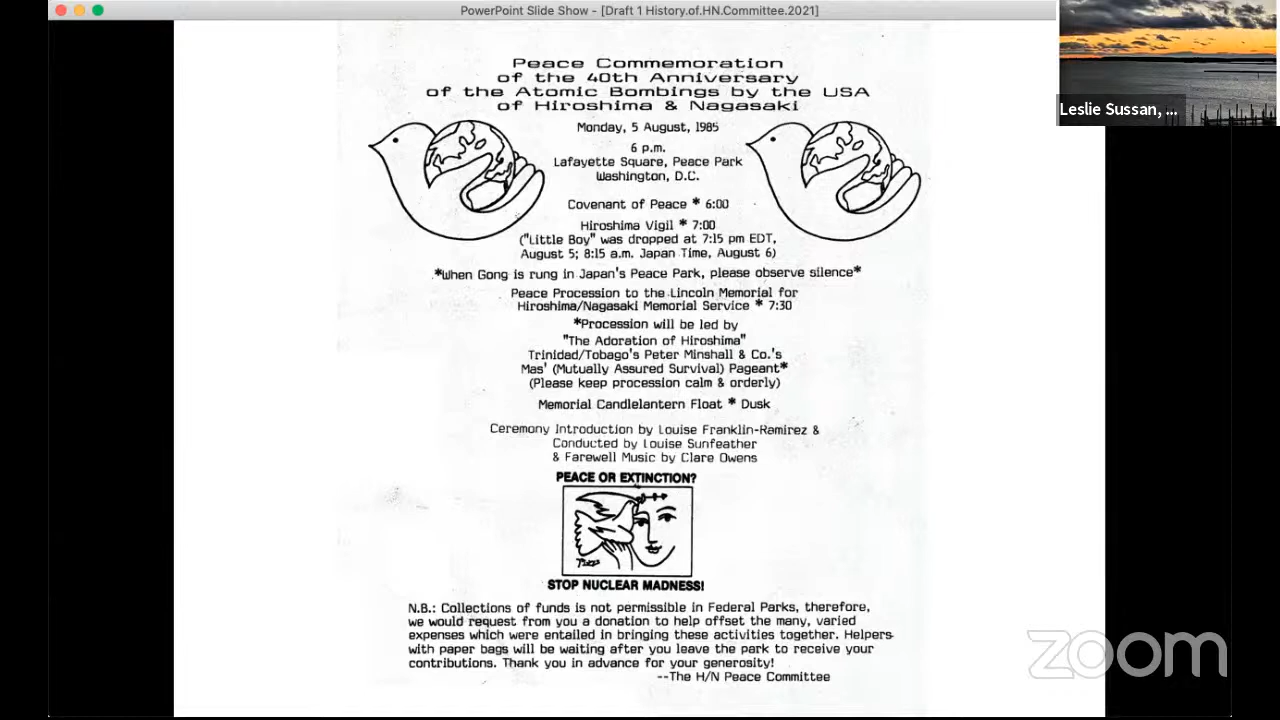 PowerPoint Slide Show - [Draft 1 History.of.HN.Committee.2021]
Leslie Sussan, ...
Peace Commemoration
of the 40th Anniversary
of the Atomic Bombings by the USA
of Hiroshima & Nagasaki
Monday, 5 August, 1985
6 p.m.
Lafayette Square, Peace Park
Washington, D.C.
Covenant of Peace * 6:00
Hiroshima Vigil * 7:00
("Little Boy" was dropped at 7:15 pm EDT,
August 5; 8:15 a.m. Japan Time, August 6)
*When Gong is rung in Japan's Peace Park, please observe silence*
Peace Procession to the Lincoln Memorial for
Hiroshima/Nagasaki Memorial Service * 7:30
*Procession will be led by
"The Adoration of Hiroshima"
Trinidad/Tobago's Peter Minshall & Co.'s
Mas' (Mutually Assured Survival) Pageant*
(Please keep procession calm & orderly)
Memorial Candlelantern Float * Dusk
Ceremony Introduction by Louise Franklin-Ramirez &
Conducted by Louise Sunfeather
& Farewell Music by Clare Owens
PEACE OR EXTINCTION?
STOP NUCLEAR MADNESS!
N.B.: Collections of funds is not permissible in Federal Parks, therefore,
we would request from you a donation to help offset the many, varied
expenses which were entailed in bringing these activities together. Helpers
with paper bags will be waiting after you leave the park to receive your
contributions. Thank you in advance for your generosity!
--The H/N Peace Committee
zoom